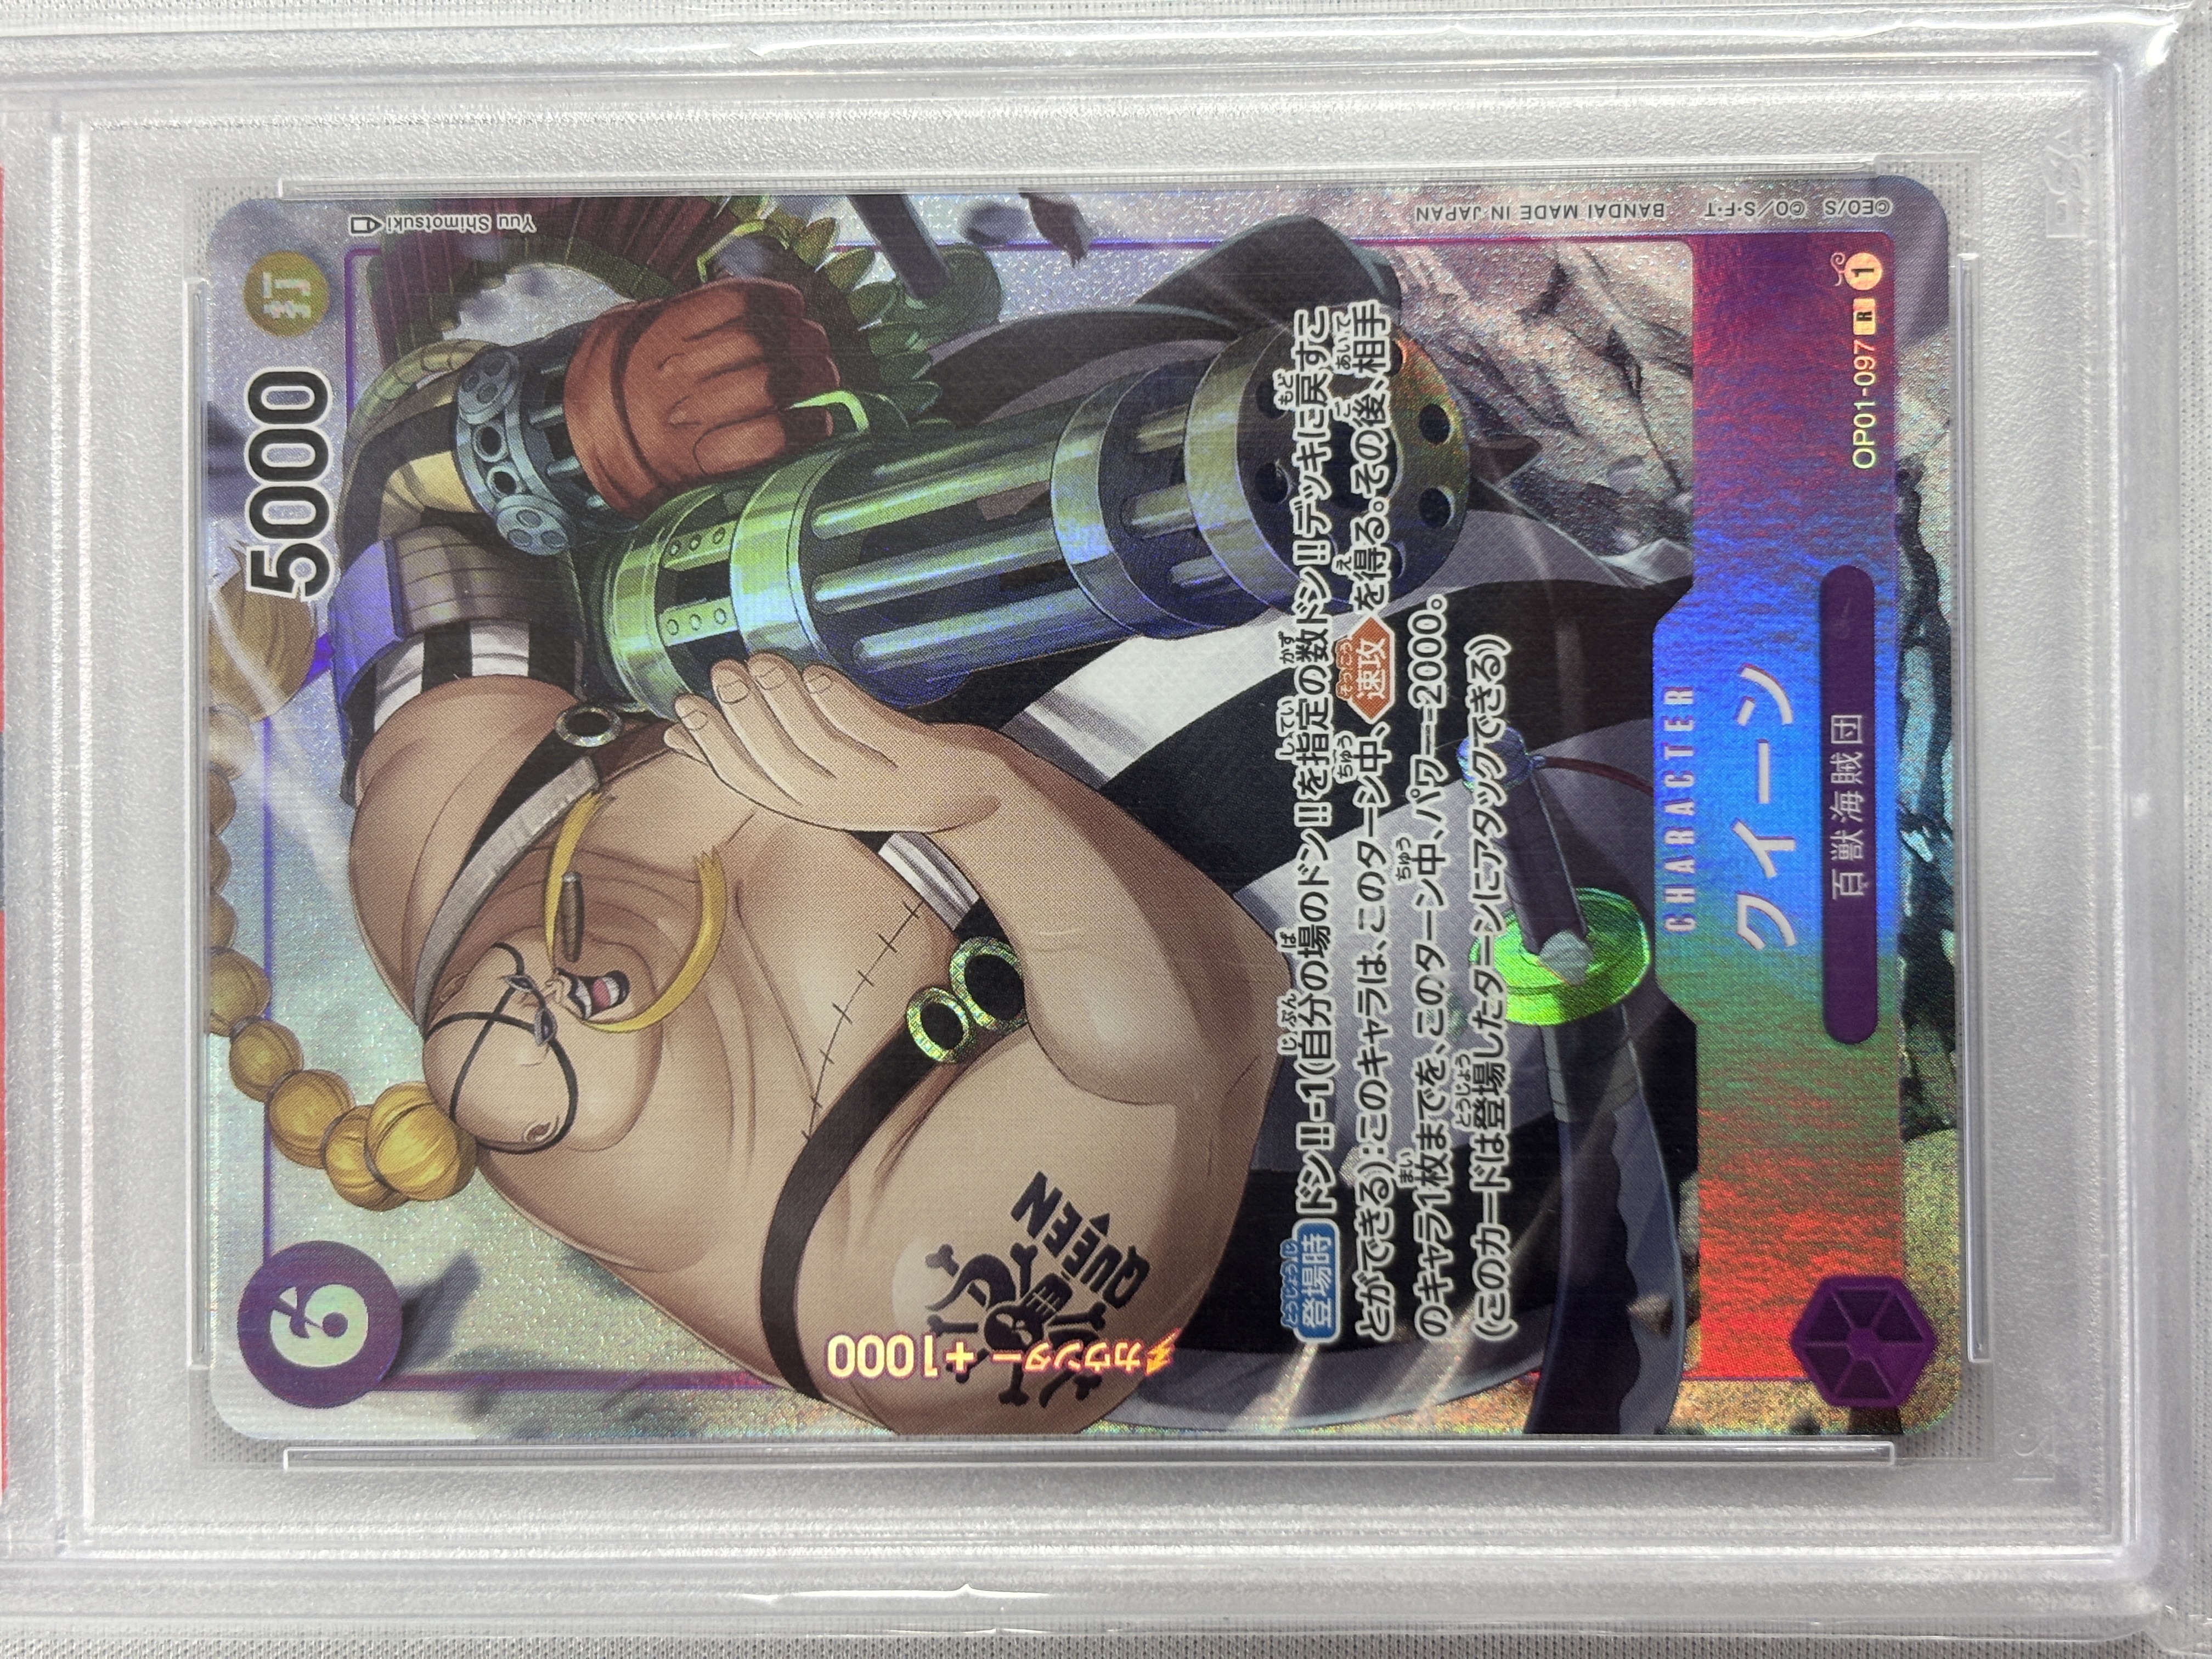 6
5000
打
カウンター +1000
QUEEN
登場時 ドン!!-1(自分の場のドン!!を指定の数ドン!!デッキに戻すこ
とができる):このキャラは、このターン中、速攻を得る。その後、相手
のキャラ1枚までを、このターン中、パワー-2000。
(このカードは登場したターンにアタックできる)
CHARACTER
クイーン
百獣海賊団
OP01-097 R 1
Yuu Shimotsuki
BANDAI MADE IN JAPAN ©O/S・F・T ©EO/S
PSA